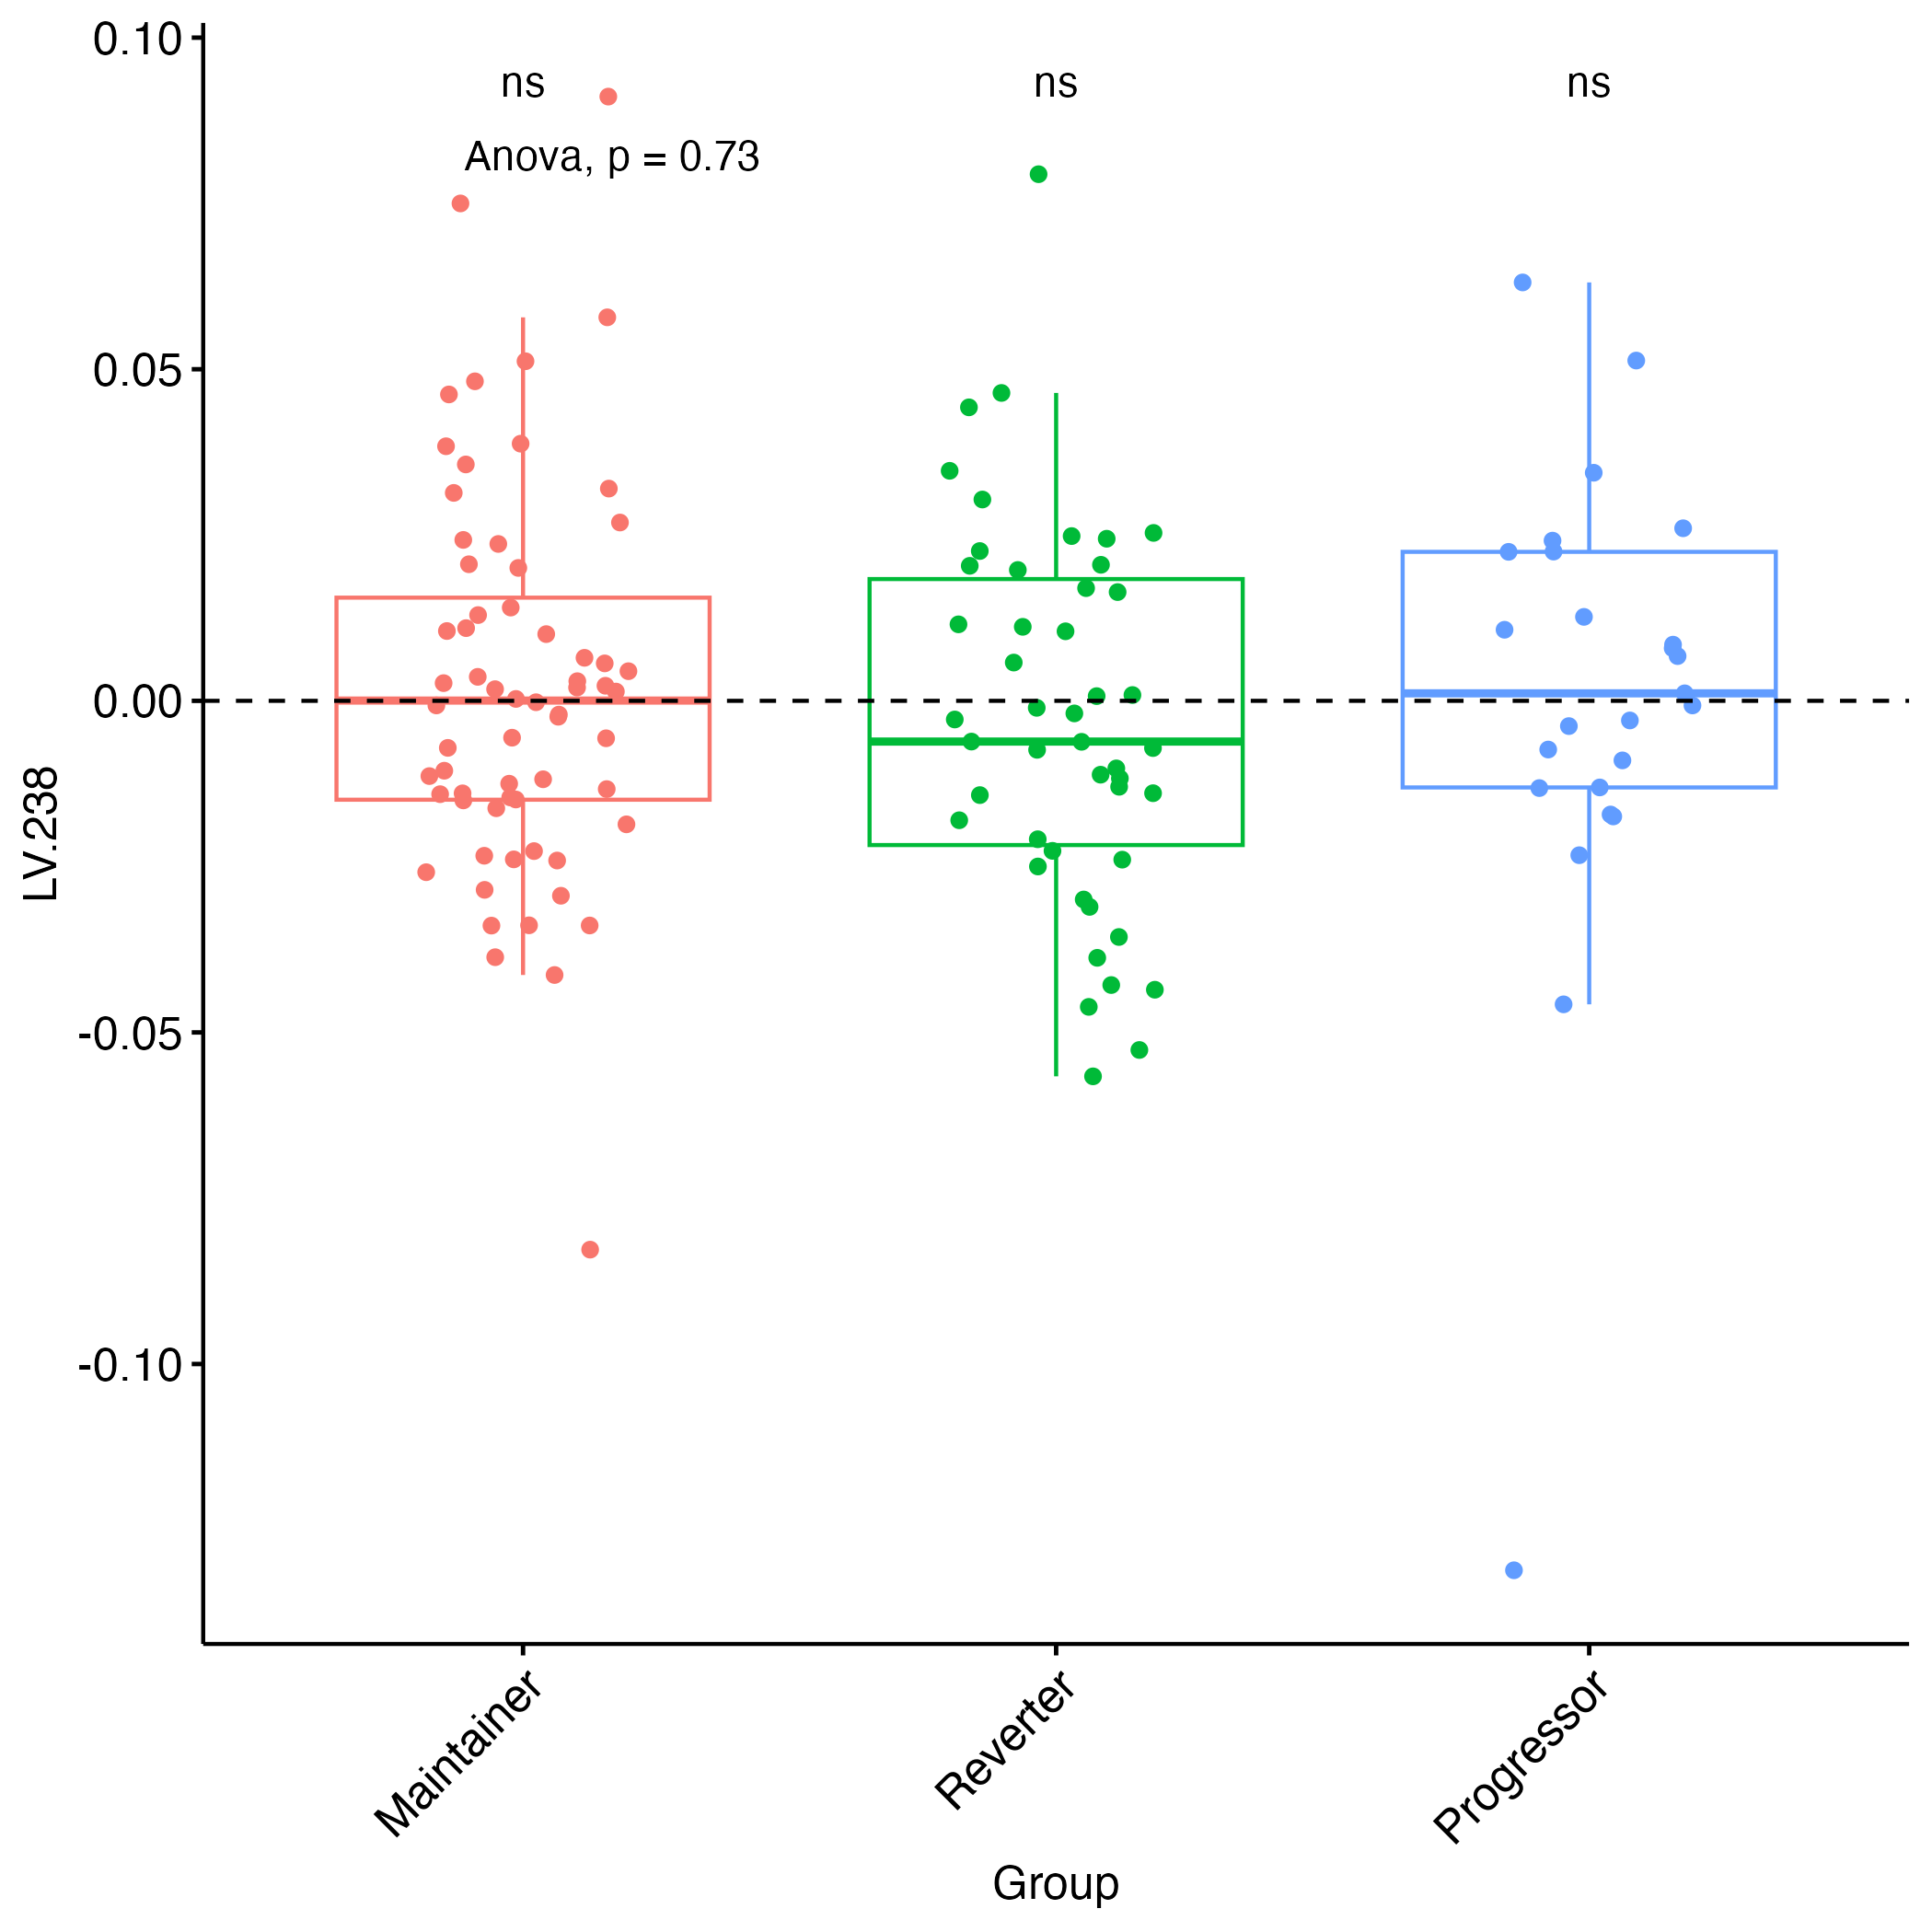 0.10
ns
ns
ns
Anova, p = 0.73
0.05
0.00
LV.238
-0.05
-0.10
Maintainer
Reverter
Progressor
Group